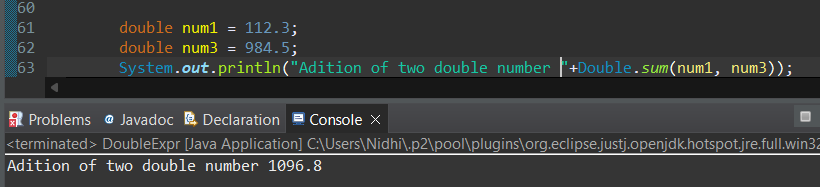 60
61 double num1 = 112.3;
62 double num3 = 984.5;
63 System.out.println("Adition of two double number "+Double.sum(num1, num3));
Problems @ Javadoc Declaration Console
<terminated> DoubleExpr [Java Application] C:\Users\Nidhi\.p2\pool\plugins\org.eclipse.justj.openjdk.hotspot.jre.full.win32
Adition of two double number 1096.8